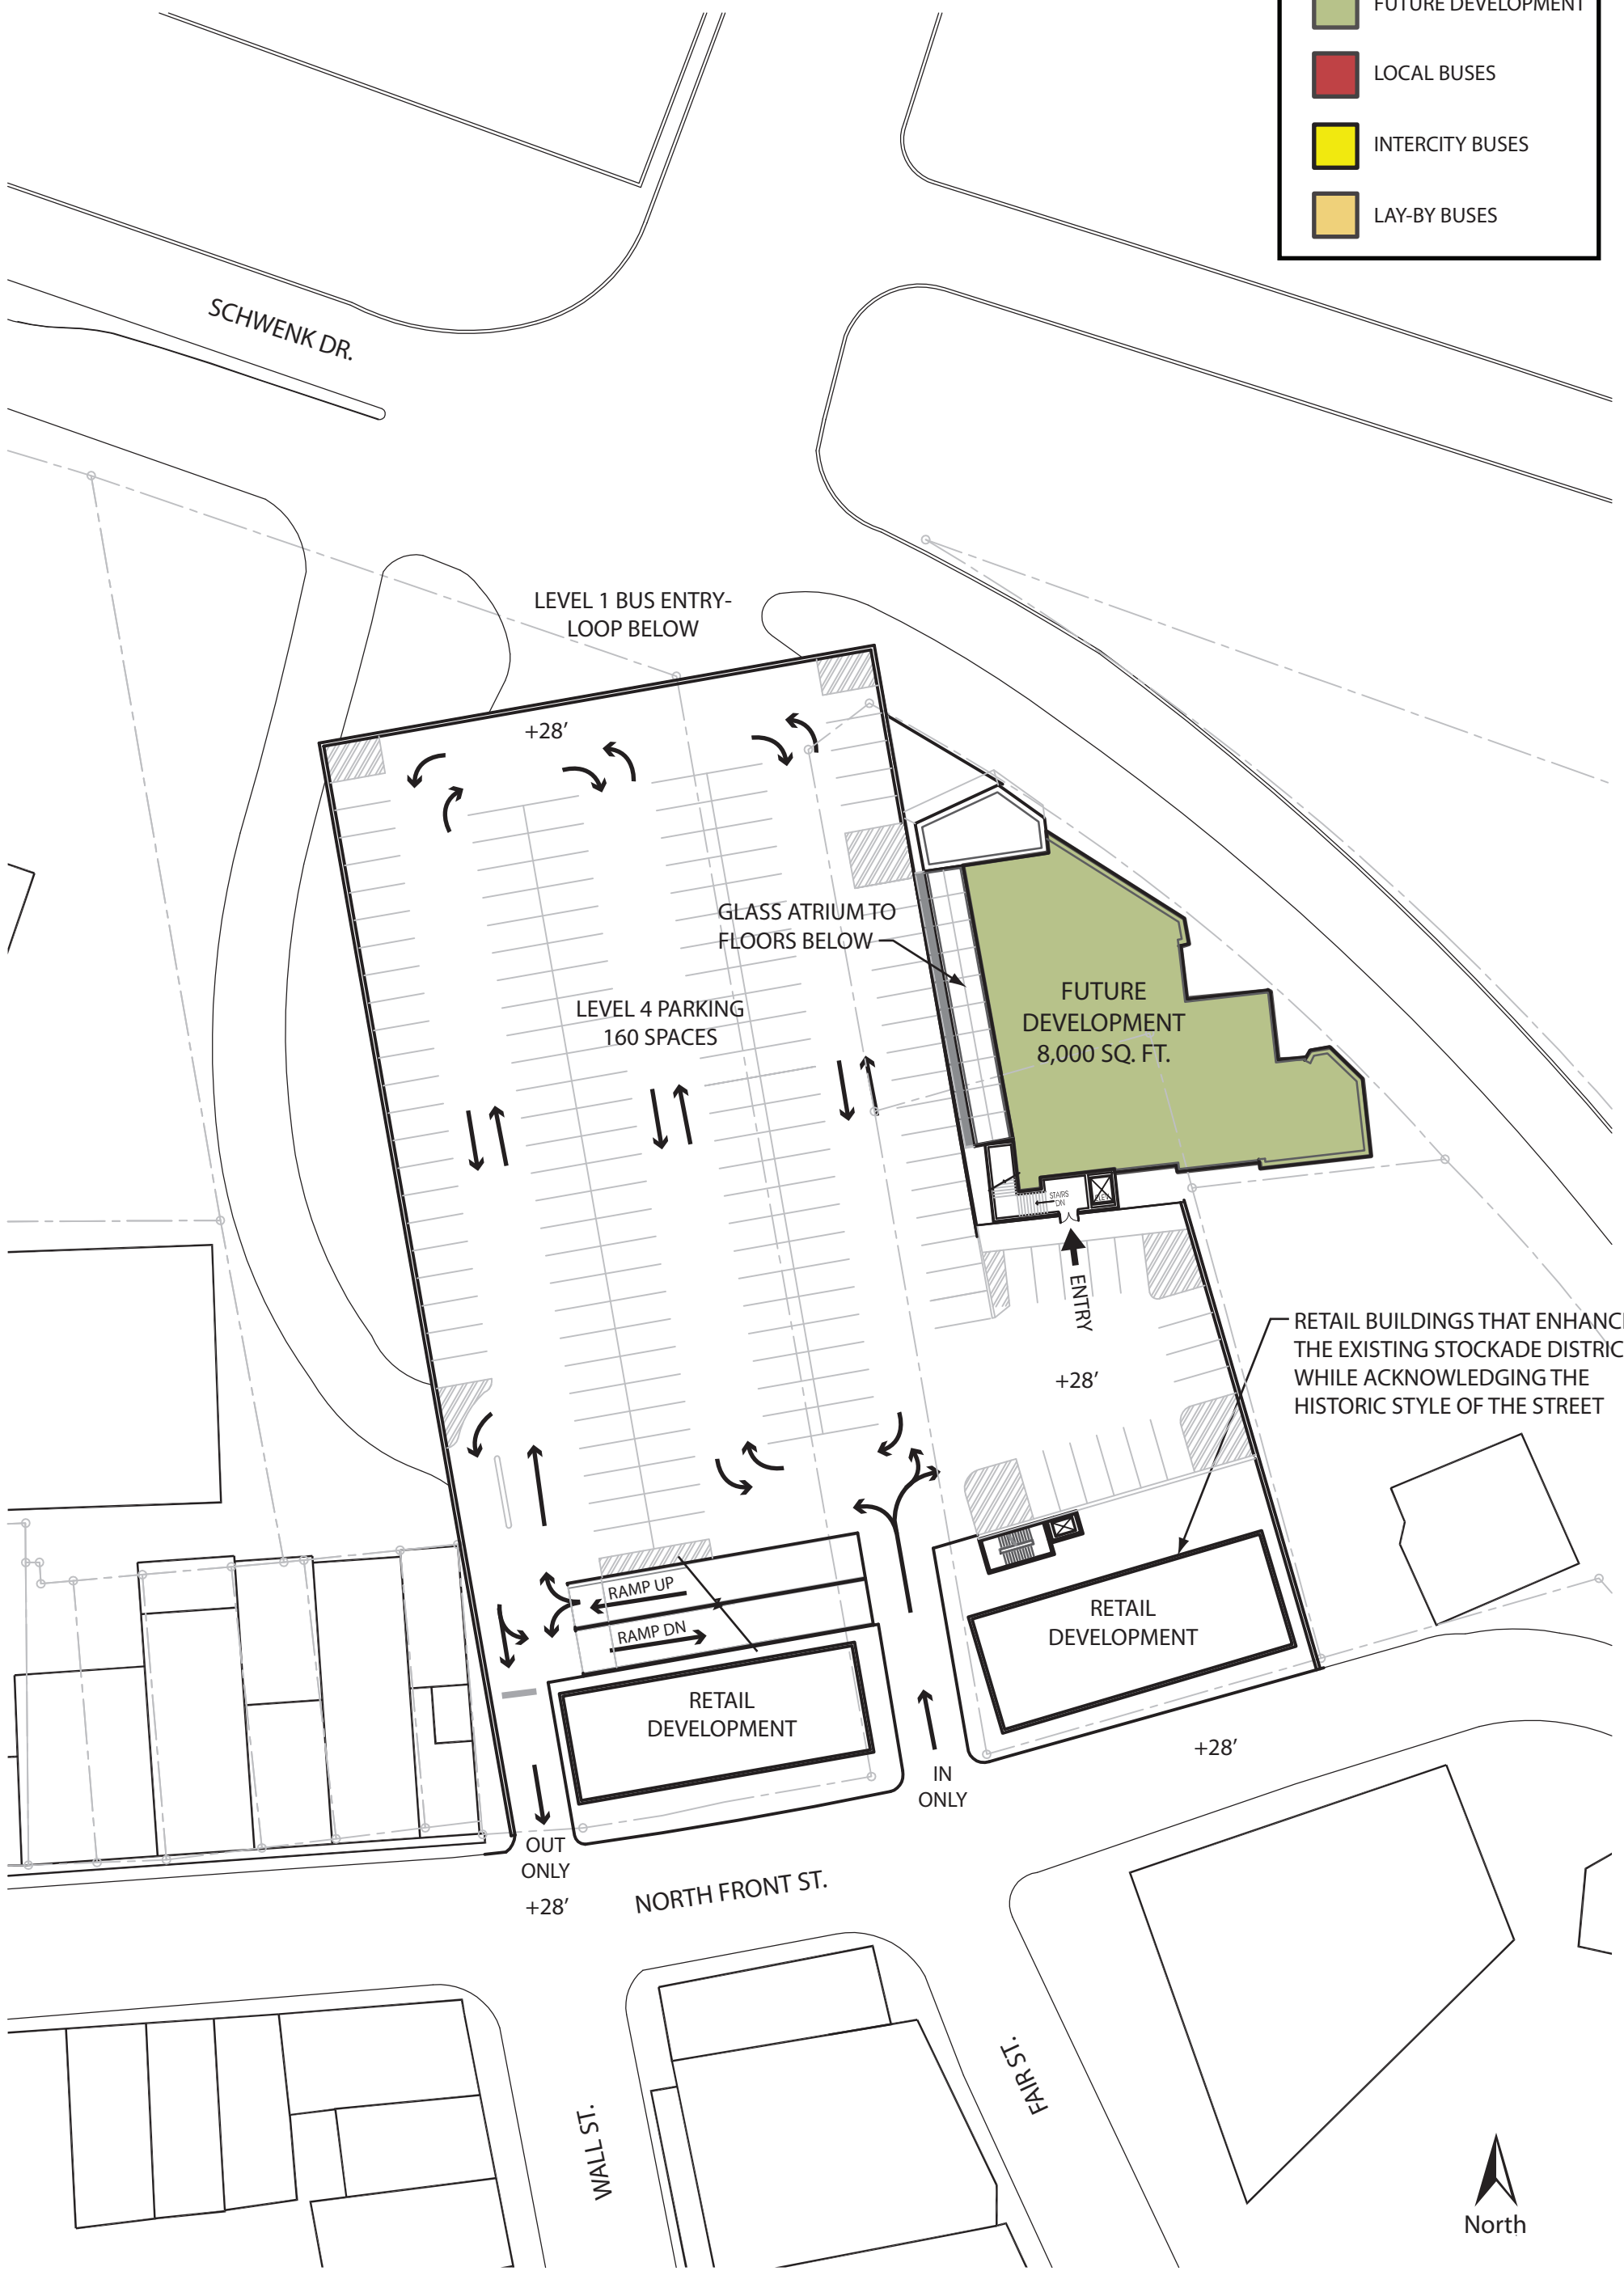 FUTURE DEVELOPMENT
LOCAL BUSES
INTERCITY BUSES
LAY-BY BUSES
SCHWENK DR.
LEVEL 1 BUS ENTRY-
LOOP BELOW
+28’
GLASS ATRIUM TO
FLOORS BELOW
LEVEL 4 PARKING
160 SPACES
FUTURE
DEVELOPMENT
8,000 SQ. FT.
STAIRS
DN
ENTRY
RETAIL BUILDINGS THAT ENHANC
THE EXISTING STOCKADE DISTRIC
WHILE ACKNOWLEDGING THE
HISTORIC STYLE OF THE STREET
+28’
RAMP UP
RAMP DN
RETAIL
DEVELOPMENT
RETAIL
DEVELOPMENT
+28’
IN
ONLY
OUT
ONLY
+28’
NORTH FRONT ST.
WALL ST.
FAIR ST.
North